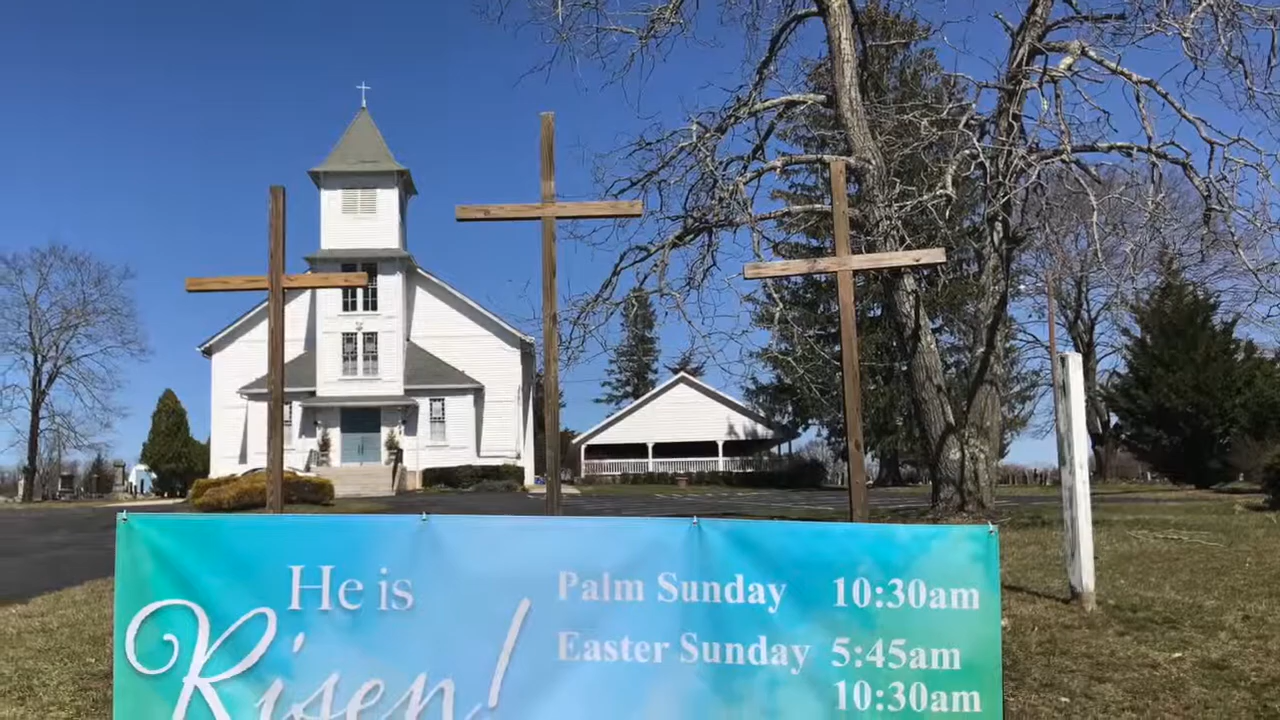 He is
Risen!
Palm Sunday 10:30am
Easter Sunday 5:45am
10:30am